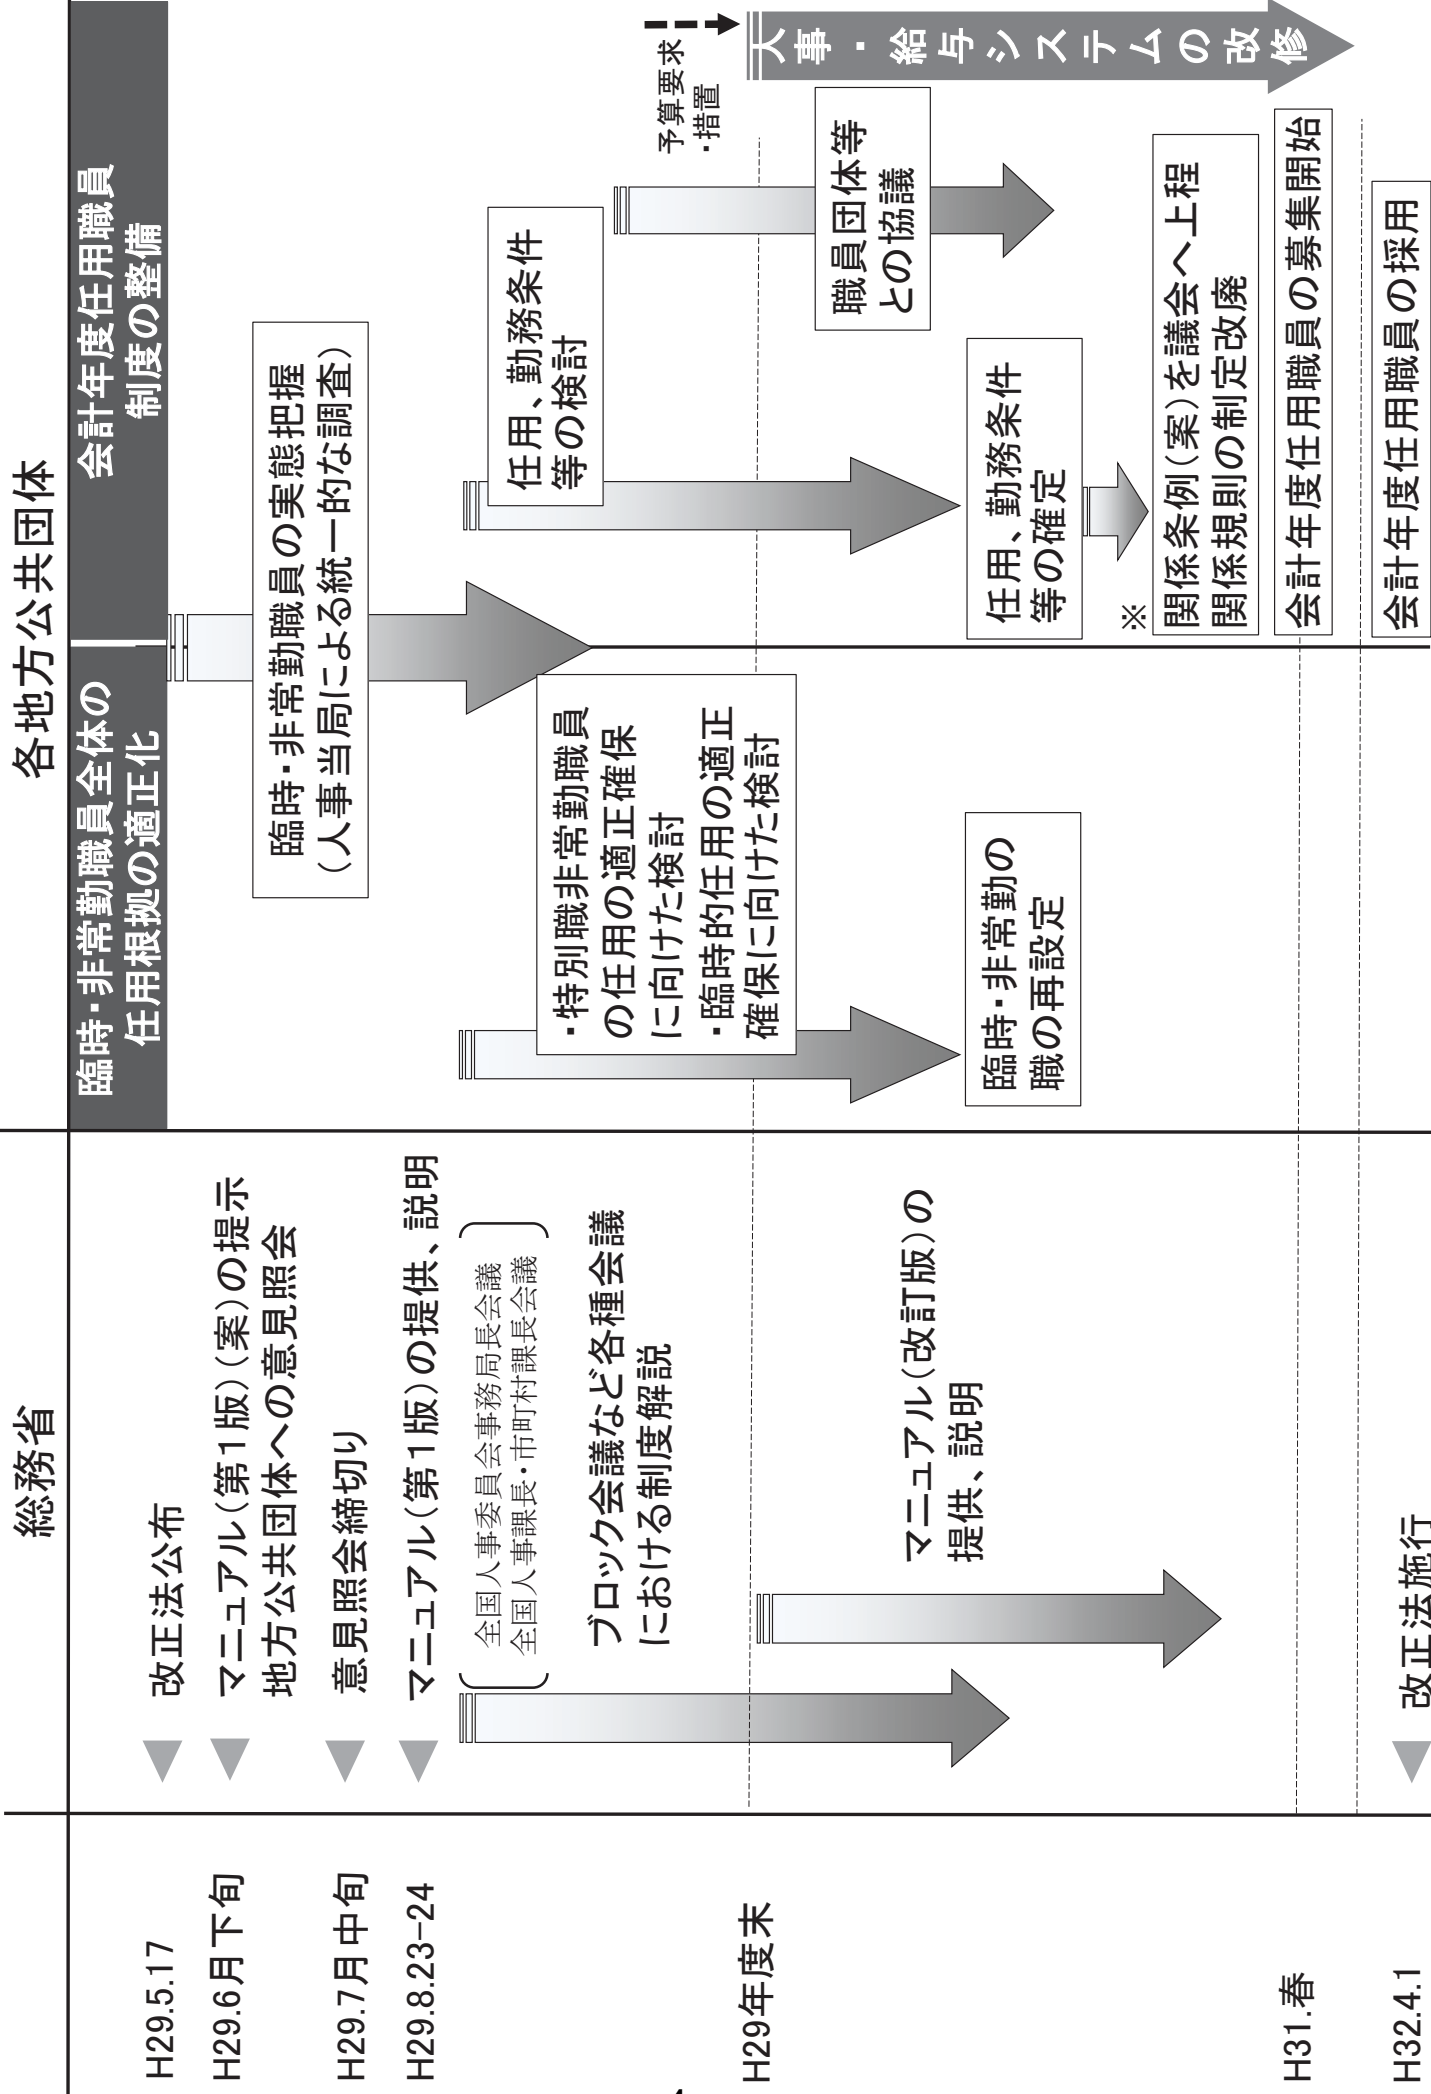 総務省
各地方公共団体
臨時・非常勤職員全体の
任用根拠の適正化
会計年度任用職員
制度の整備
H29.5.17
改正法公布
H29.6月下旬
マニュアル(第1版)(案)の提示
地方公共団体への意見照会
H29.7月中旬
意見照会締切り
H29.8.23-24
マニュアル(第1版)の提供、説明
全国人事委員会事務局長会議
全国人事課長・市町村課長会議
ブロック会議など各種会議
における制度解説
臨時・非常勤職員の実態把握
(人事当局による統一的な調査)
・特別職非常勤職員
の任用の適正確保
に向けた検討
・臨時的任用の適正
確保に向けた検討
任用、勤務条件
等の検討
予算要求
・措置
人事・給与システムの改修
H29年度末
マニュアル(改訂版)の
提供、説明
職員団体等
との協議
臨時・非常勤の
職の再設定
任用、勤務条件
等の確定
※
関係条例(案)を議会へ上程
関係規則の制定改廃
H31.春
会計年度任用職員の募集開始
H32.4.1
改正法施行
会計年度任用職員の採用